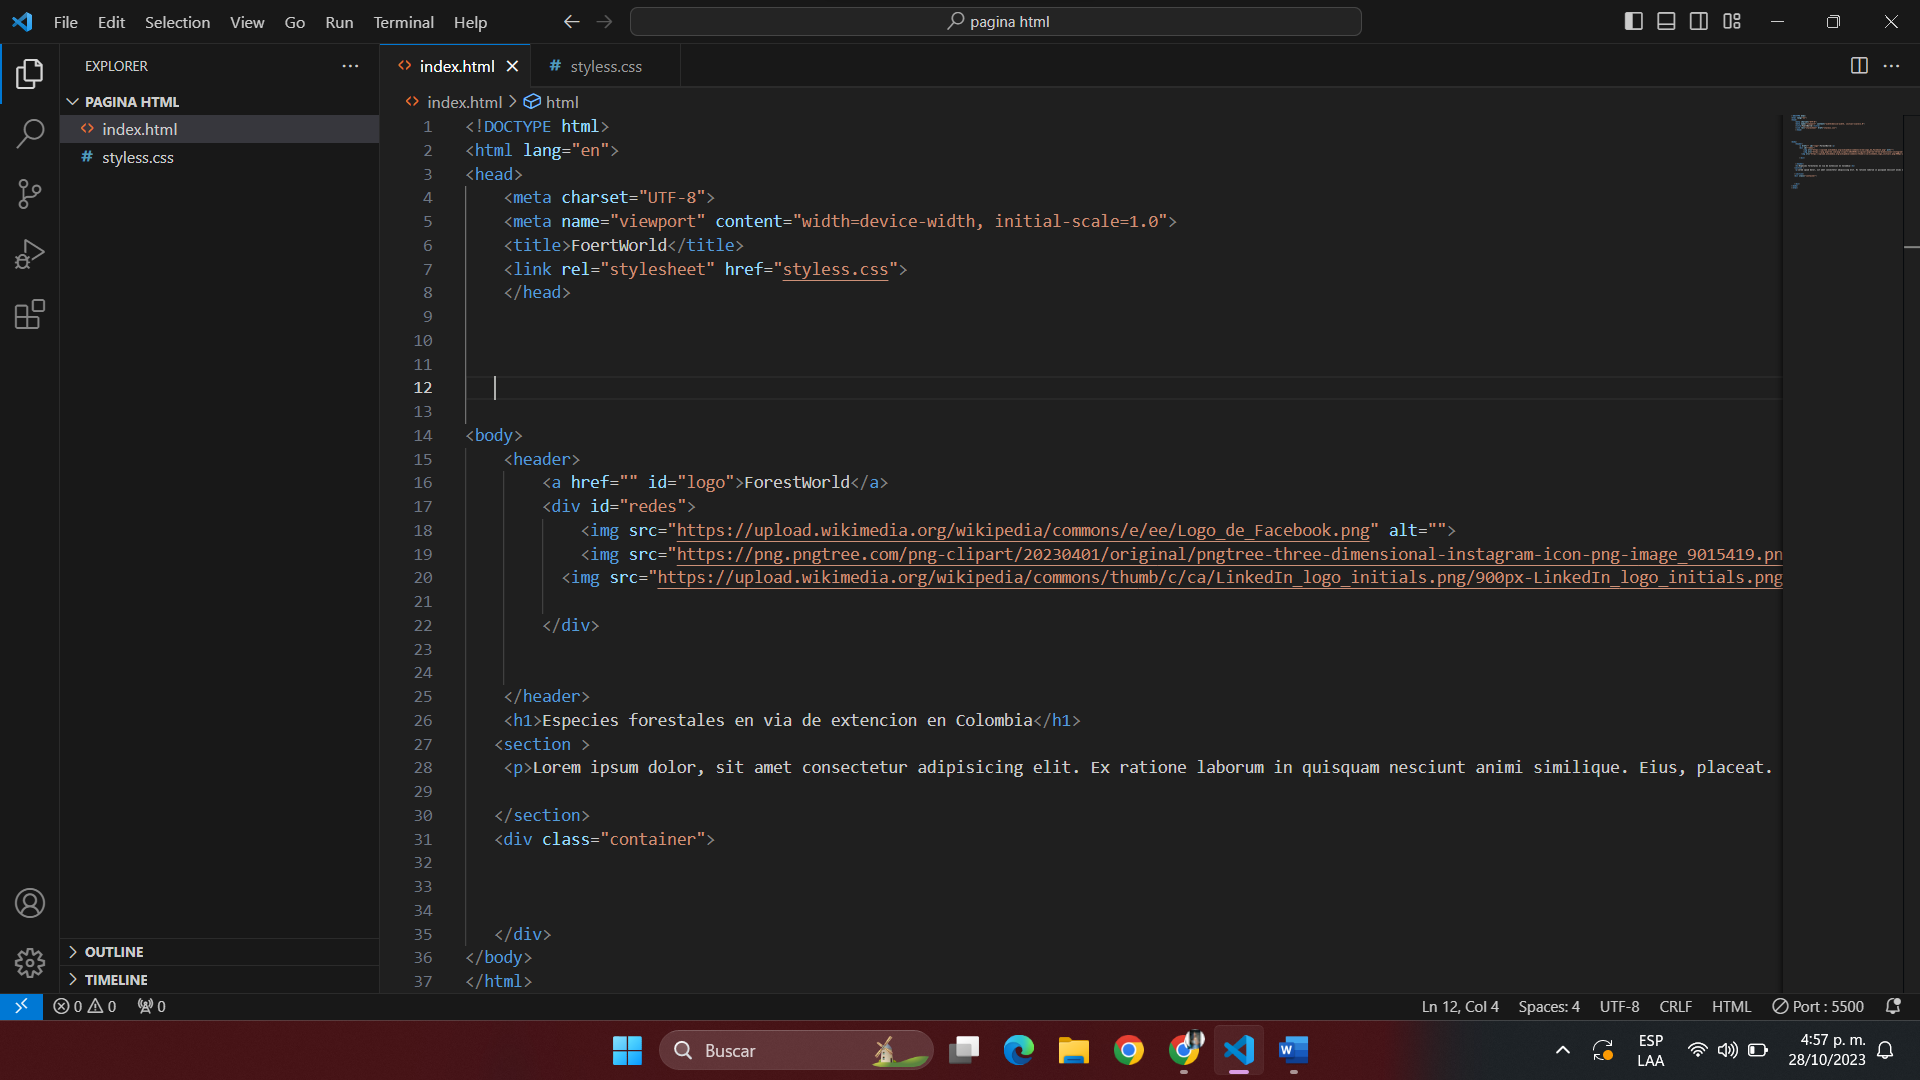 File Edit Selection View Go Run Terminal Help
pagina html
EXPLORER
PAGINA HTML
index.html
styless.css
OUTLINE
TIMELINE
index.html
styless.css
index.html > html
1 <!DOCTYPE html>
2 <html lang="en">
3 <head>
4 <meta charset="UTF-8">
5 <meta name="viewport" content="width=device-width, initial-scale=1.0">
6 <title>FoertWorld</title>
7 <link rel="stylesheet" href="styless.css">
8 </head>
9
10
11
12
13
14 <body>
15 <header>
16 <a href="" id="logo">ForestWorld</a>
17 <div id="redes">
18 <img src="https://upload.wikimedia.org/wikipedia/commons/e/ee/Logo_de_Facebook.png" alt="">
19 <img src="https://png.pngtree.com/png-clipart/20230401/original/pngtree-three-dimensional-instagram-icon-png-image_9015419.pn
20 <img src="https://upload.wikimedia.org/wikipedia/commons/thumb/c/ca/LinkedIn_logo_initials.png/900px-LinkedIn_logo_initials.png
21
22 </div>
23
24
25 </header>
26 <h1>Especies forestales en via de extencion en Colombia</h1>
27 <section >
28 <p>Lorem ipsum dolor, sit amet consectetur adipisicing elit. Ex ratione laborum in quisquam nesciunt animi similique. Eius, placeat.
29
30 </section>
31 <div class="container">
32
33
34
35 </div>
36 </body>
37 </html>
0 0 0
Ln 12, Col 4 Spaces: 4 UTF-8 CRLF HTML Port : 5500
Buscar
ESP
LAA
4:57 p. m.
28/10/2023